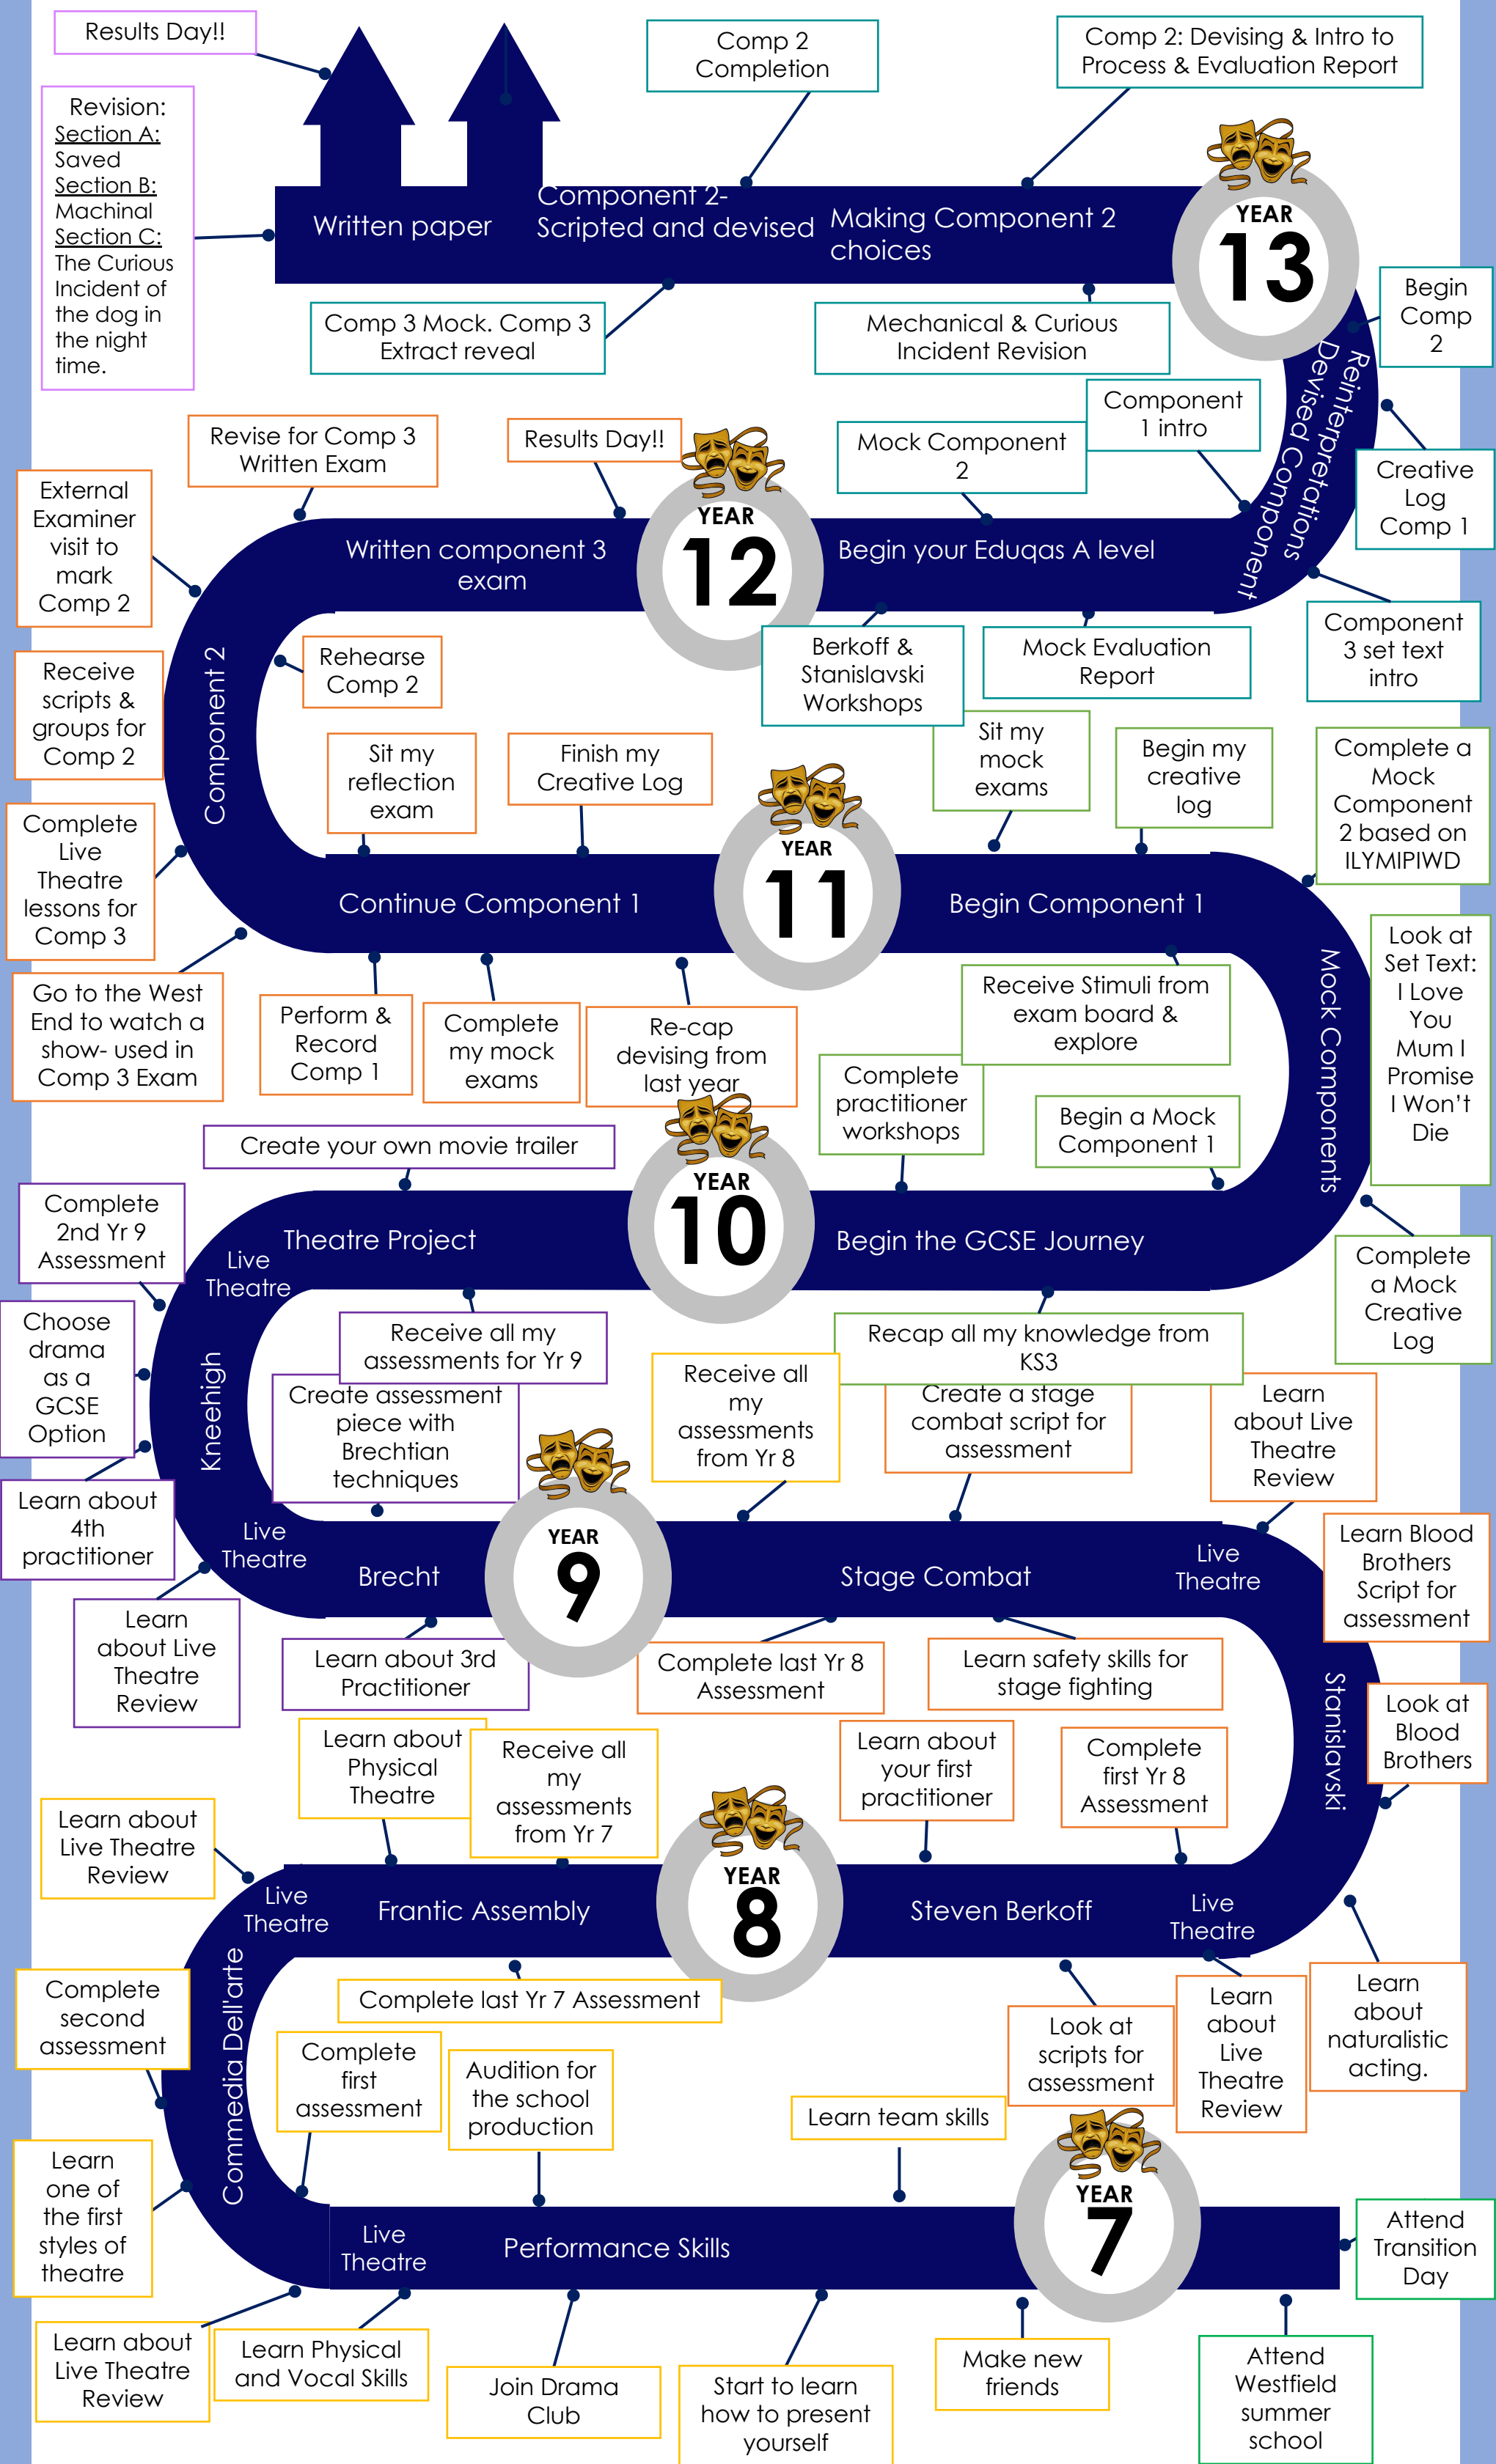 Results Day!!
Comp 2
Completion
Comp 2: Devising & Intro to
Process & Evaluation Report
Revision:
Section A:
Saved
Section B:
Machinal
Section C:
The Curious
Incident of
the dog in
the night
time.
Written paper
Component 2-
Scripted and devised
Making Component 2
choices
YEAR
13
Comp 3 Mock. Comp 3
Extract reveal
Mechanical & Curious
Incident Revision
Begin
Comp
2
Reinterpretations
Devised Component
Creative
Log
Comp 1
Component
1 intro
Mock Component
2
Results Day!!
Revise for Comp 3
Written Exam
External
Examiner
visit to
mark
Comp 2
Written component 3
exam
YEAR
12
Begin your Eduqas A level
Component
3 set text
intro
Mock Evaluation
Report
Berkoff &
Stanislavski
Workshops
Rehearse
Comp 2
Receive
scripts &
groups for
Comp 2
Component 2
Sit my
reflection
exam
Finish my
Creative Log
Sit my
mock
exams
Begin my
creative
log
Complete a
Mock
Component
2 based on
ILYMIPIWD
Complete
Live
Theatre
lessons for
Comp 3
Continue Component 1
YEAR
11
Begin Component 1
Mock Components
Look at
Set Text:
I Love
You
Mum I
Promise
I Won't
Die
Go to the West
End to watch a
show- used in
Comp 3 Exam
Perform &
Record
Comp 1
Complete
my mock
exams
Re-cap
devising from
last year
Receive Stimuli from
exam board &
explore
Complete
practitioner
workshops
Begin a Mock
Component 1
Create your own movie trailer
Complete
2nd Yr 9
Assessment
Live
Theatre
Theatre Project
YEAR
10
Begin the GCSE Journey
Complete
a Mock
Creative
Log
Choose
drama
as a
GCSE
Option
Kneehigh
Receive all my
assessments for Yr 9
Recap all my knowledge from
KS3
Create assessment
piece with
Brechtian
techniques
Receive all
my
assessments
from Yr 8
Create a stage
combat script for
assessment
Learn
about Live
Theatre
Review
Learn about
4th
practitioner
Live
Theatre
Brecht
YEAR
9
Stage Combat
Live
Theatre
Learn Blood
Brothers
Script for
assessment
Learn
about Live
Theatre
Review
Learn about 3rd
Practitioner
Complete last Yr 8
Assessment
Learn safety skills for
stage fighting
Stanislavski
Look at
Blood
Brothers
Learn about
Physical
Theatre
Receive all
my
assessments
from Yr 7
Learn about
your first
practitioner
Complete
first Yr 8
Assessment
Learn about
Live Theatre
Review
Live
Theatre
Frantic Assembly
YEAR
8
Steven Berkoff
Live
Theatre
Complete
second
assessment
Commedia Dell'arte
Complete last Yr 7 Assessment
Look at
scripts for
assessment
Learn
about
Live
Theatre
Review
Learn
about
naturalistic
acting.
Complete
first
assessment
Audition for
the school
production
Learn team skills
Learn
one of
the first
styles of
theatre
Live
Theatre
Performance Skills
YEAR
7
Attend
Transition
Day
Learn about
Live Theatre
Review
Learn Physical
and Vocal Skills
Join Drama
Club
Start to learn
how to present
yourself
Make new
friends
Attend
Westfield
summer
school